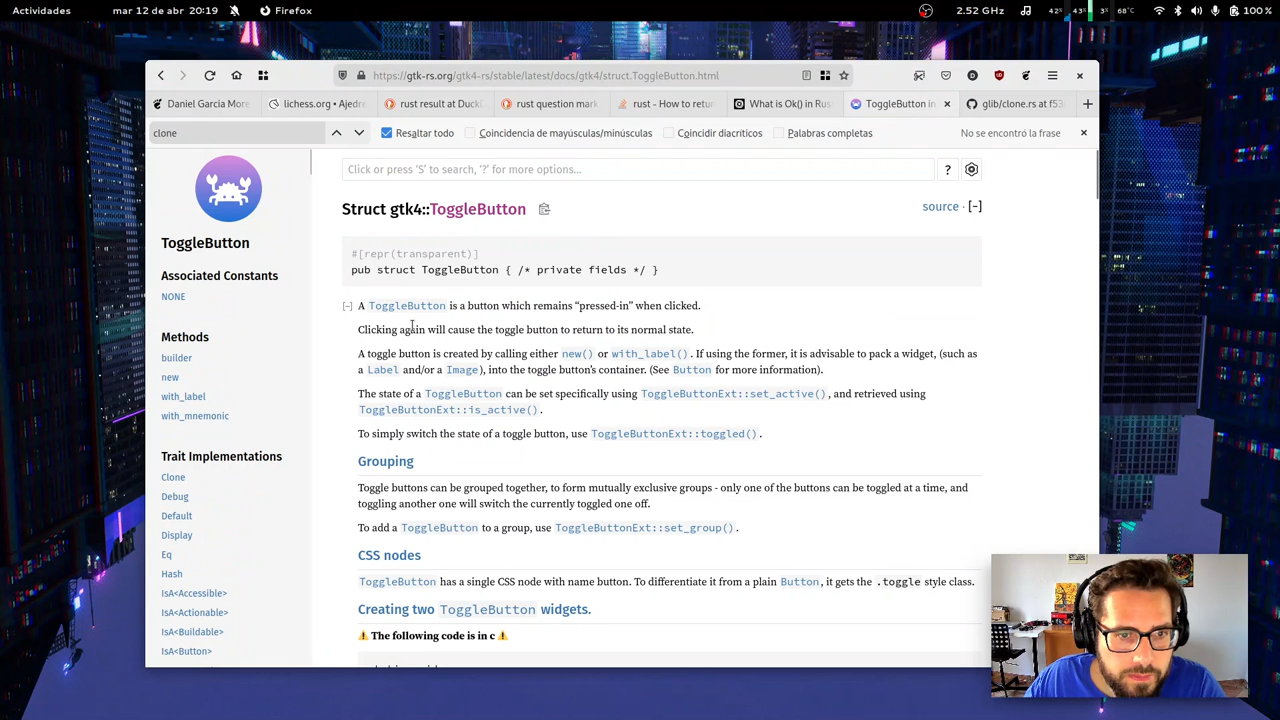 Actividades
mar 12 de abr 20:19
Firefox
2.52 GHz
42%
43%
3%
68°C
100 %
https://gtk-rs.org/gtk4-rs/stable/latest/docs/gtk4/struct.ToggleButton.html
Daniel Garcia More
lichess.org • Ajedre
rust result at Ducki
rust question mark
rust - How to retur
What is Ok() in Rus
ToggleButton in
glib/clone.rs at f53
clone
Resaltar todo
Coincidencia de mayúsculas/minúsculas
Coincidir diacríticos
Palabras completas
No se encontró la frase
Click or press 'S' to search, '?' for more options...
?
Struct gtk4::ToggleButton
source · [-]
ToggleButton
Associated Constants
NONE
Methods
builder
new
with_label
with_mnemonic
Trait Implementations
Clone
Debug
Default
Display
Eq
Hash
IsA<Accessible>
IsA<Actionable>
IsA<Buildable>
IsA<Button>
#[repr(transparent)]
pub struct ToggleButton { /* private fields */ }
[-] A ToggleButton is a button which remains “pressed-in” when clicked.
Clicking again will cause the toggle button to return to its normal state.
A toggle button is created by calling either new() or with_label(). If using the former, it is advisable to pack a widget, (such as
a Label and/or a Image), into the toggle button’s container. (See Button for more information).
The state of a ToggleButton can be set specifically using ToggleButtonExt::set_active(), and retrieved using
ToggleButtonExt::is_active().
To simply switch the state of a toggle button, use ToggleButtonExt::toggled().
Grouping
Toggle buttons can be grouped together, to form mutually exclusive groups - only one of the buttons can be toggled at a time, and
toggling another one will switch the currently toggled one off.
To add a ToggleButton to a group, use ToggleButtonExt::set_group().
CSS nodes
ToggleButton has a single CSS node with name button. To differentiate it from a plain Button, it gets the .toggle style class.
Creating two ToggleButton widgets.
⚠️ The following code is in c ⚠️